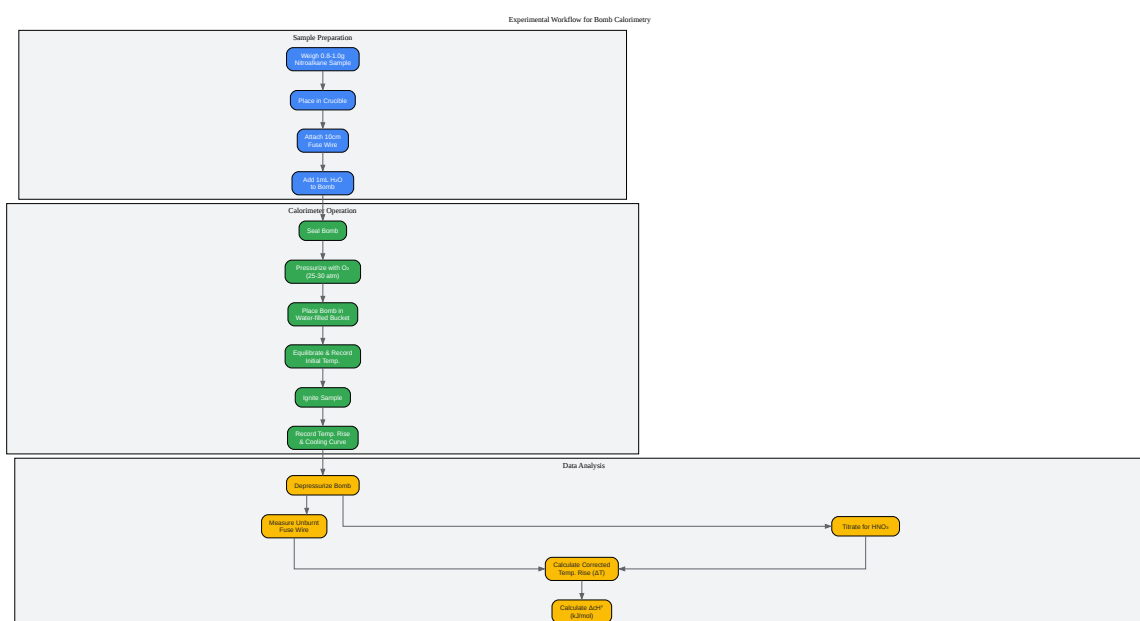 Experimental Workflow for Bomb Calorimetry
Sample Preparation
Weigh 0.8-1.0g
Nitroalkane Sample
Place in Crucible
Attach 10cm
Fuse Wire
Add 1mL H₂O
to Bomb
Calorimeter Operation
Seal Bomb
Pressurize with O₂
(25-30 atm)
Place Bomb in
Water-filled Bucket
Equilibrate & Record
Initial Temp.
Ignite Sample
Record Temp. Rise
& Cooling Curve
Data Analysis
Depressurize Bomb
Measure Unburnt
Fuse Wire
Titrate for HNO₃
Calculate Corrected
Temp. Rise (ΔT)
Calculate ΔcH°
(kJ/mol)